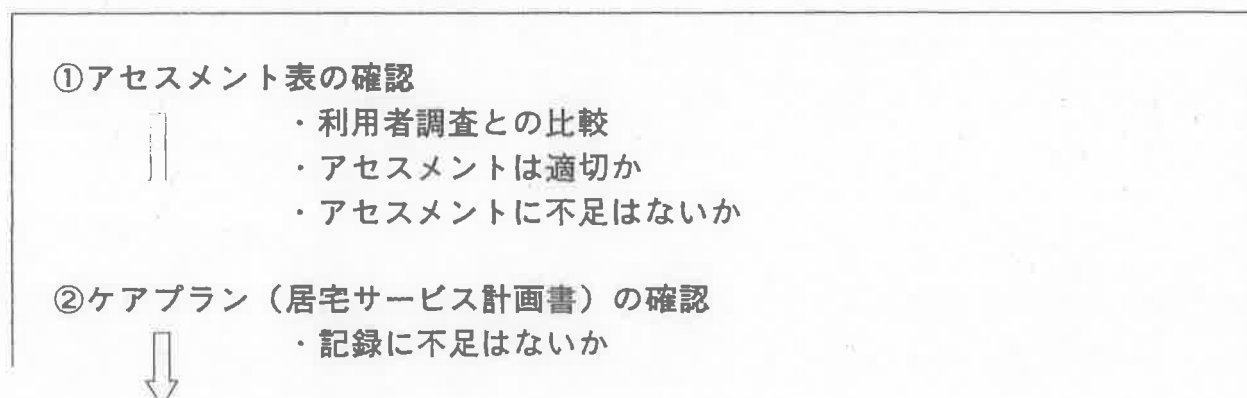 ①アセスメント表の確認
・利用者調査との比較
・アセスメントは適切か
・アセスメントに不足はないか
②ケアプラン（居宅サービス計画書）の確認
・記録に不足はないか